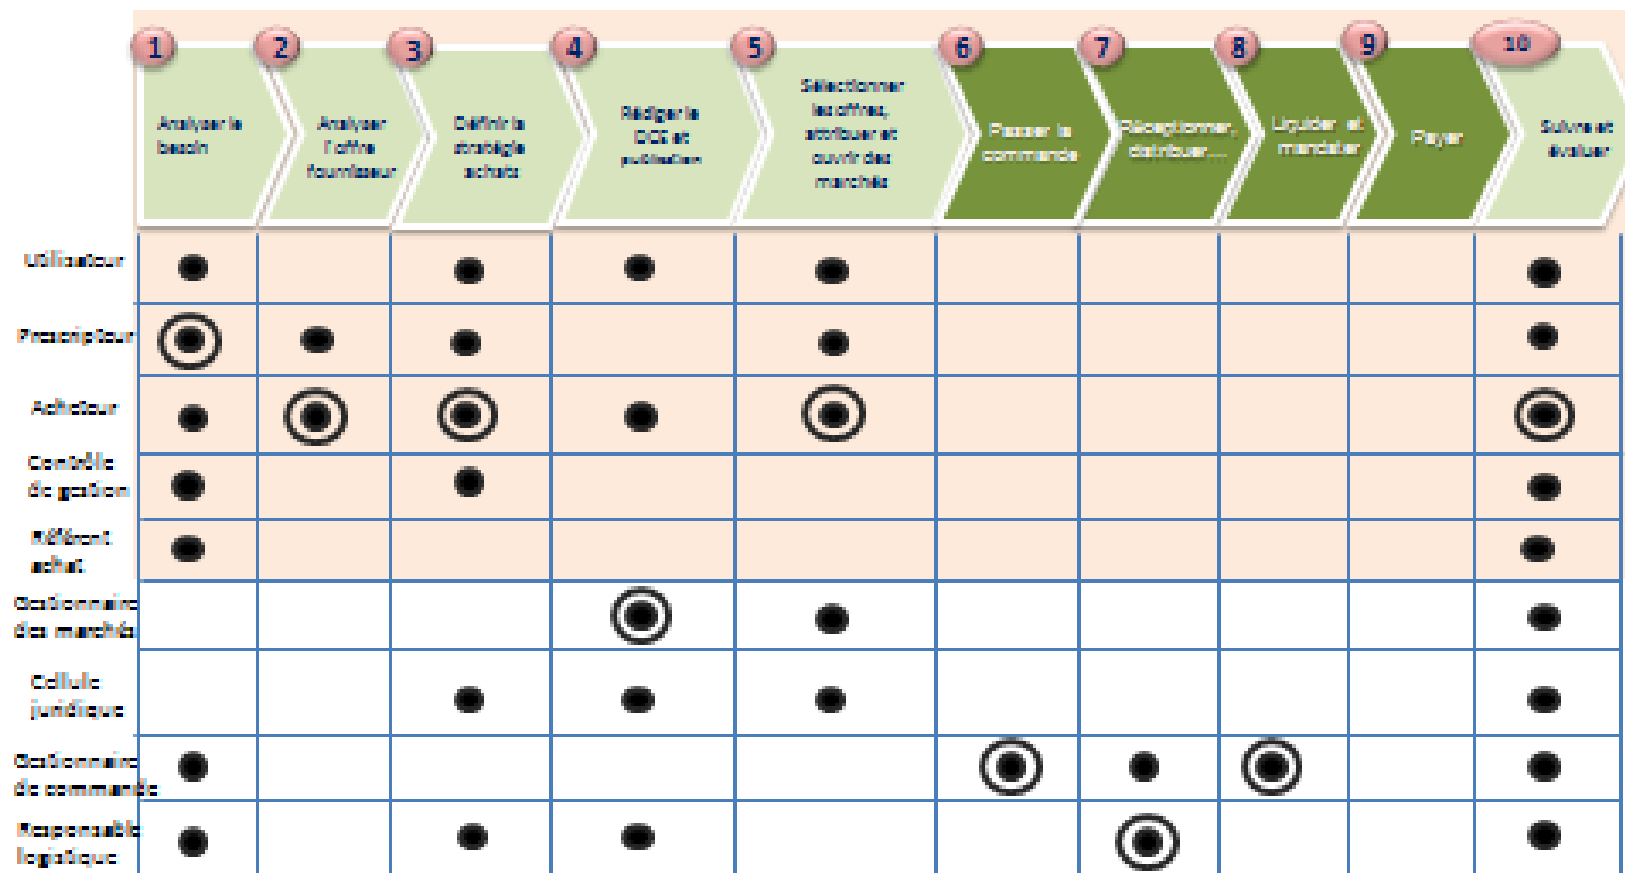 1
2
3
4
5
6
7
8
9
10
Analyser le
besoin
Analyser
l'offre
fournisseur
Définir la
stratégie
achats
Rédiger le
DCE et
publication
Sélectionner
les offres,
attribuer et
ouvrir des
marchés
Passer la
commande
Réceptionner,
distribuer...
Liquider et
mandater
Payer
Suivre et
évaluer
Utilisateur
Prescripteur
Acheteur
Contrôle
de gestion
Référent
achat
Gestionnaire
des marchés
Cellule
juridique
Gestionnaire
de commande
Responsable
logistique